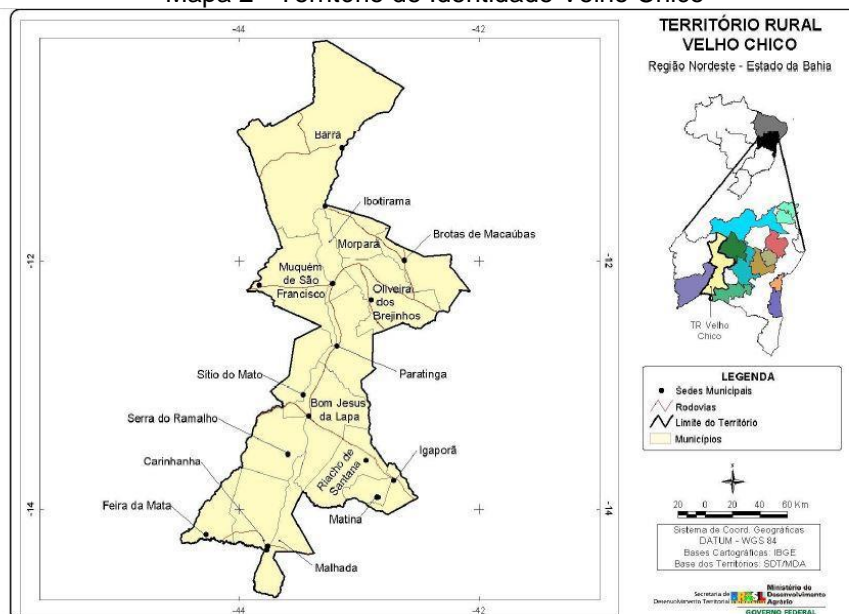 Mapa 2 - Território de Identidade Velho Chico
-44
-42
TERRITÓRIO RURAL
VELHO CHICO
Região Nordeste - Estado da Bahia
Barra
Ibotirama
Morpará
Brotas de Macaúbas
-12
-12
Muquém
de São
Francisco
Oliveira
dos
Brejinhos
TR Velho
Chico
Sítio do Mato
Paratinga
LEGENDA
Sedes Municipais
Rodovias
Limite do Território
Municípios
Bom Jesus
da Lapa
Serra do Ramalho
Igaporã
Carinhanha
Riacho de
Santana
Feira da Mata
Matina
-14
-14
Malhada
20 0 20 40 60 Km
Sistema de Coord. Geográficas
DATUM - WGS 84
Bases Cartográficas: IBGE
Base dos Territórios: SDT/MDA
Secretaria de
Desenvolvimento Territorial
Ministério do
Desenvolvimento
Agrário
GOVERNO FEDERAL
-44
-42